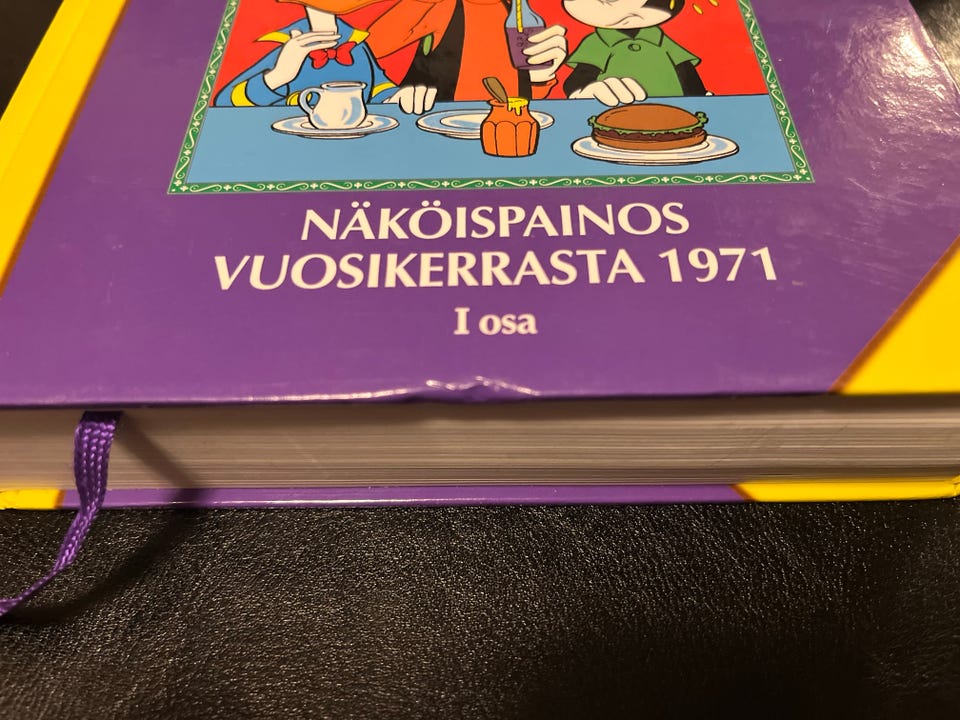 NÄKÖISPAINOS
VUOSIKERRASTA 1971
I osa